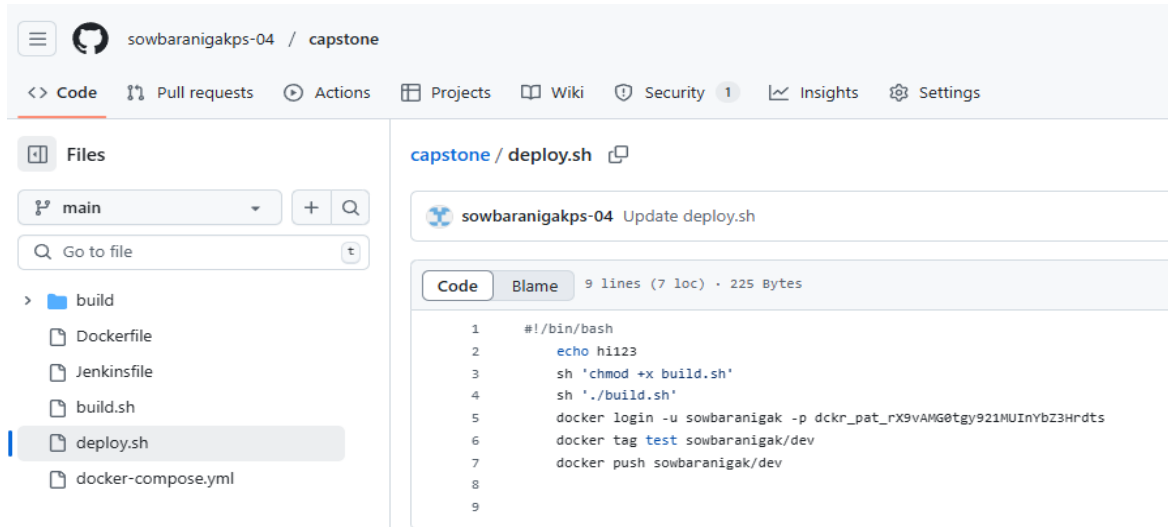 sowbaranigakps-04 / capstone
<> Code Pull requests Actions Projects Wiki Security 1 Insights Settings
Files
main
Go to file t
build
Dockerfile
Jenkinsfile
build.sh
deploy.sh
docker-compose.yml
capstone / deploy.sh
sowbaranigakps-04 Update deploy.sh
Code Blame 9 lines (7 loc) · 225 Bytes
1 #!/bin/bash
2 echo hi123
3 sh 'chmod +x build.sh'
4 sh './build.sh'
5 docker login -u sowbaranigak -p dckr_pat_rX9vAMG0tgy921MUInYbZ3Hrdts
6 docker tag test sowbaranigak/dev
7 docker push sowbaranigak/dev
8
9